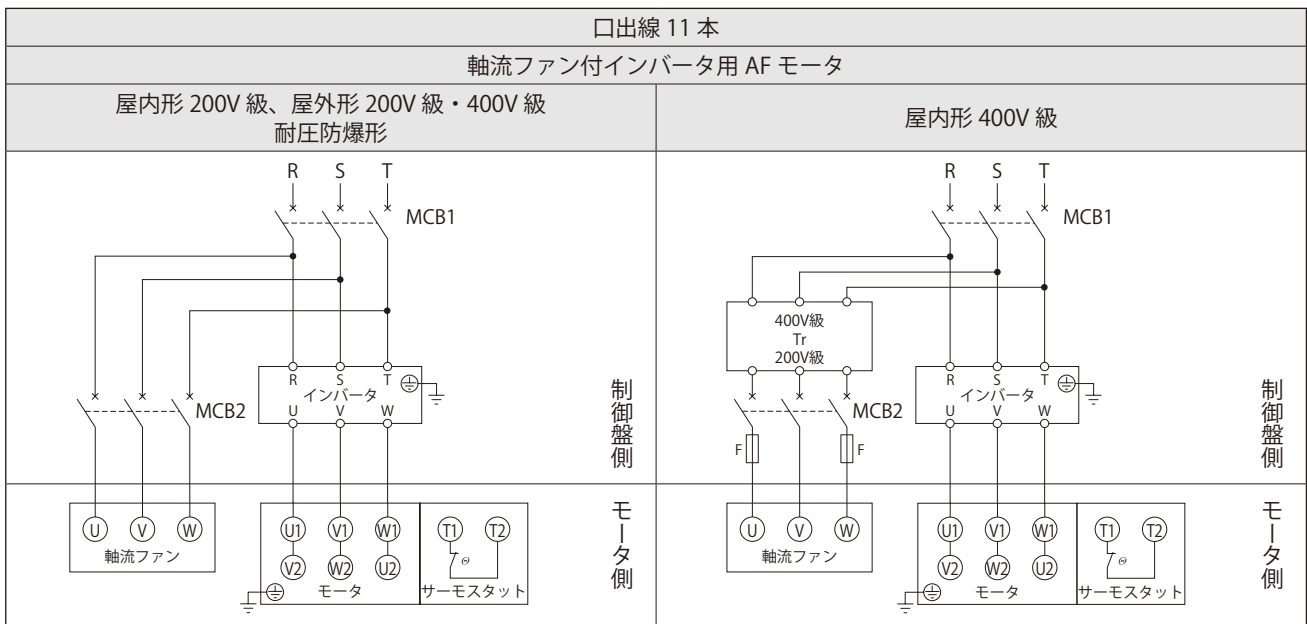 口出線 11 本
軸流ファン付インバータ用 AF モータ
屋内形 200V 級、屋外形 200V 級・400V 級
耐圧防爆形
屋内形 400V 級
R S T
MCB1
R S T
インバータ
U V W
MCB2
制御盤側
U V W
軸流ファン
U1 V1 W1
V2 W2 U2
モータ
T1 T2
Θ
サーモスタット
モータ側
R S T
MCB1
400V級
Tr
200V級
R S T
インバータ
U V W
MCB2
F F
制御盤側
U V W
軸流ファン
U1 V1 W1
V2 W2 U2
モータ
T1 T2
Θ
サーモスタット
モータ側